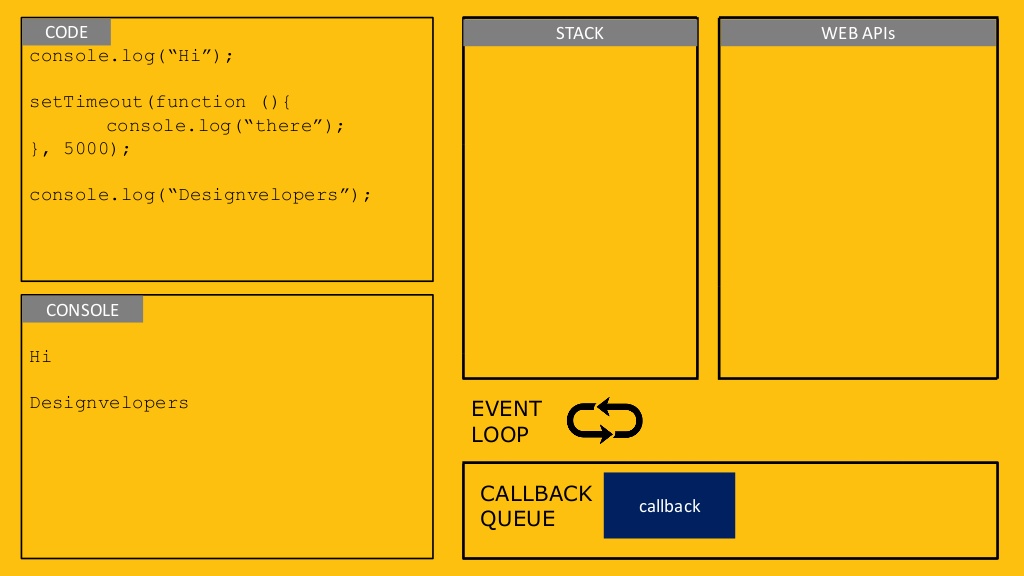 CODE
console.log(“Hi”);
setTimeout(function (){
console.log(“there”);
}, 5000);
console.log(“Designvelopers”);
CONSOLE
Hi
Designvelopers
STACK
WEB APIs
EVENT
LOOP
CALLBACK
QUEUE
callback